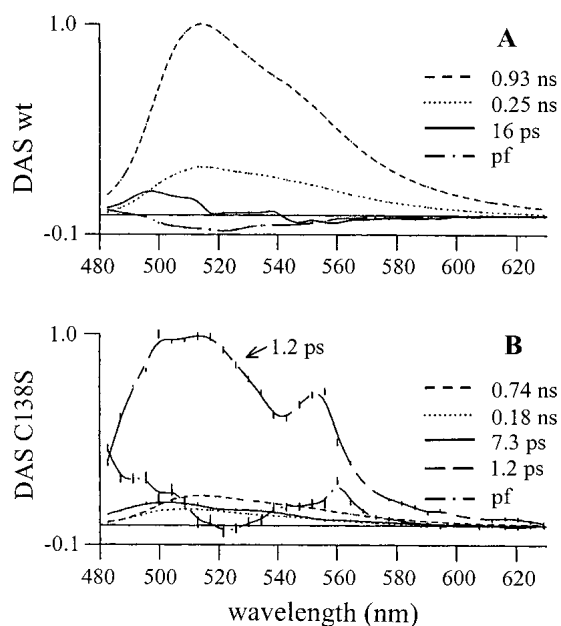 1.0
A
0.93 ns
0.25 ns
16 ps
pf
DAS wt
-0.1
480 500 520 540 560 580 600 620
1.0
B
1.2 ps
0.74 ns
0.18 ns
7.3 ps
1.2 ps
pf
DAS C138S
-0.1
480 500 520 540 560 580 600 620
wavelength (nm)